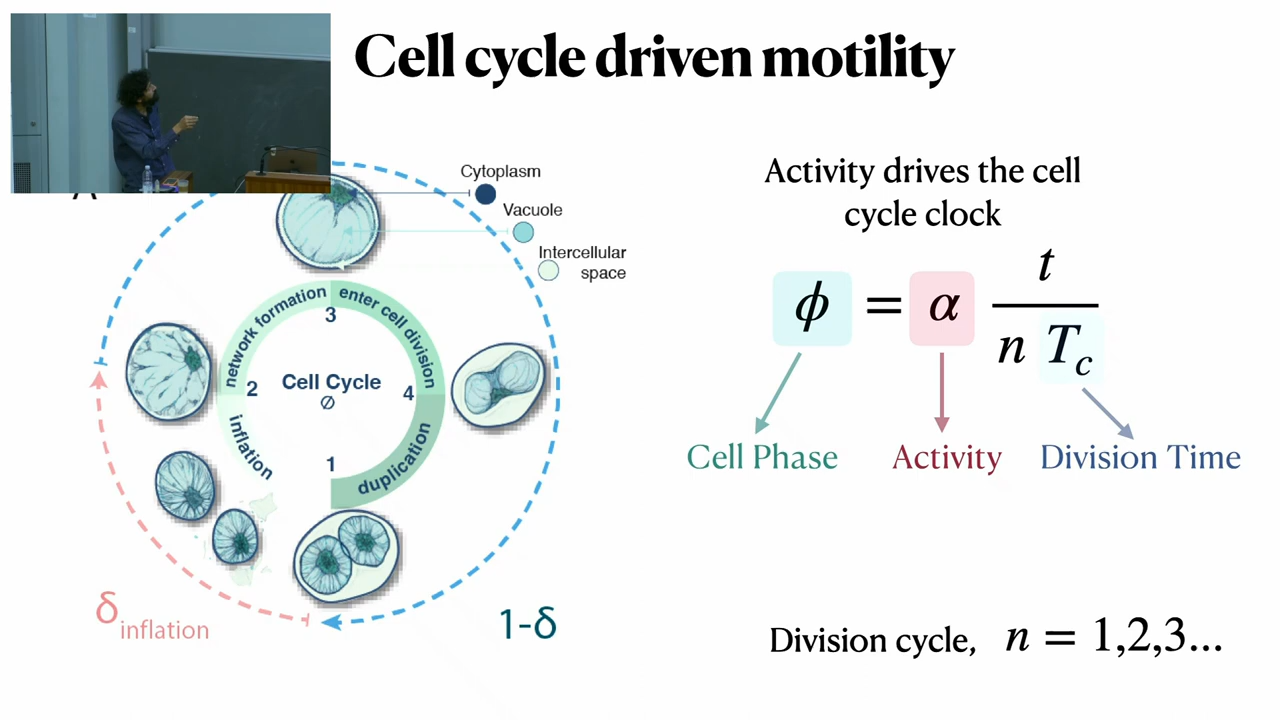 Cell cycle driven motility
Cytoplasm
Vacuole
Intercellular
space
network formation
enter cell division
3
2
Cell Cycle
Ø
4
inflation
1
duplication
δinflation
1-δ
Activity drives the cell
cycle clock
ϕ = α t / n Tc
Cell Phase
Activity
Division Time
Division cycle, n = 1,2,3...